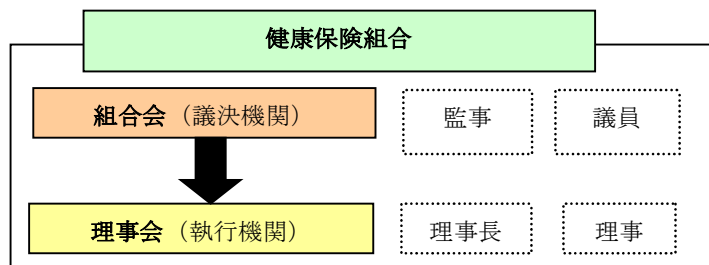 健康保険組合
組合会（議決機関）
監事
議員
理事会（執行機関）
理事長
理事